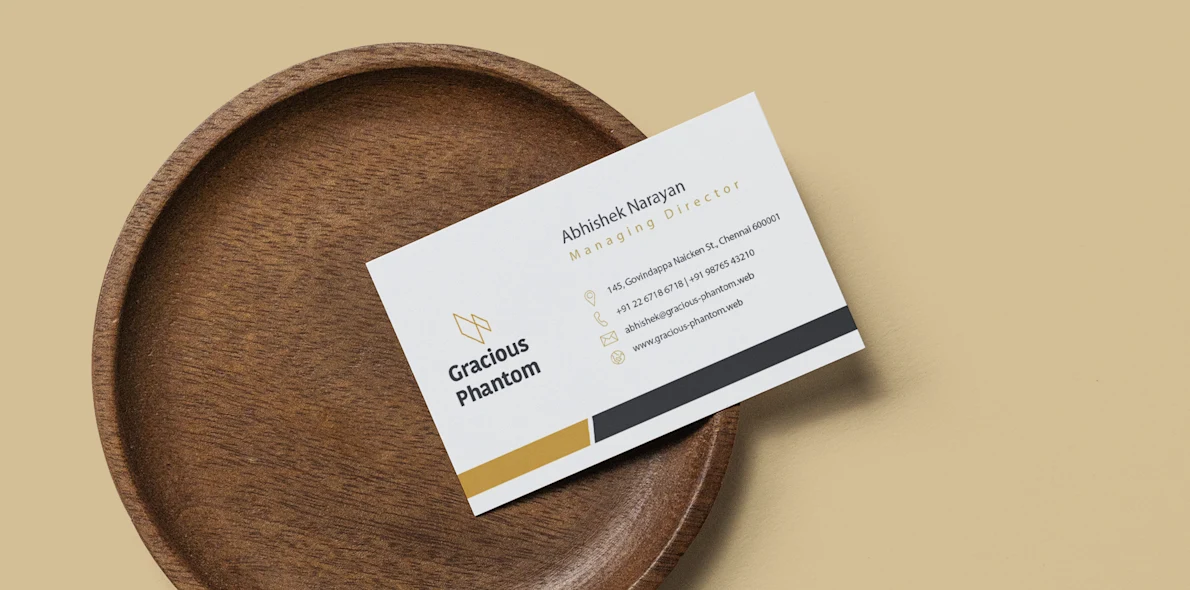 Abhishek Narayan
Managing Director
145, Govindappa Naicken St., Chennai 600001
+91 22 6718 6718 | +91 98765 43210
abhishek@gracious-phantom.web
www.gracious-phantom.web
Gracious
Phantom